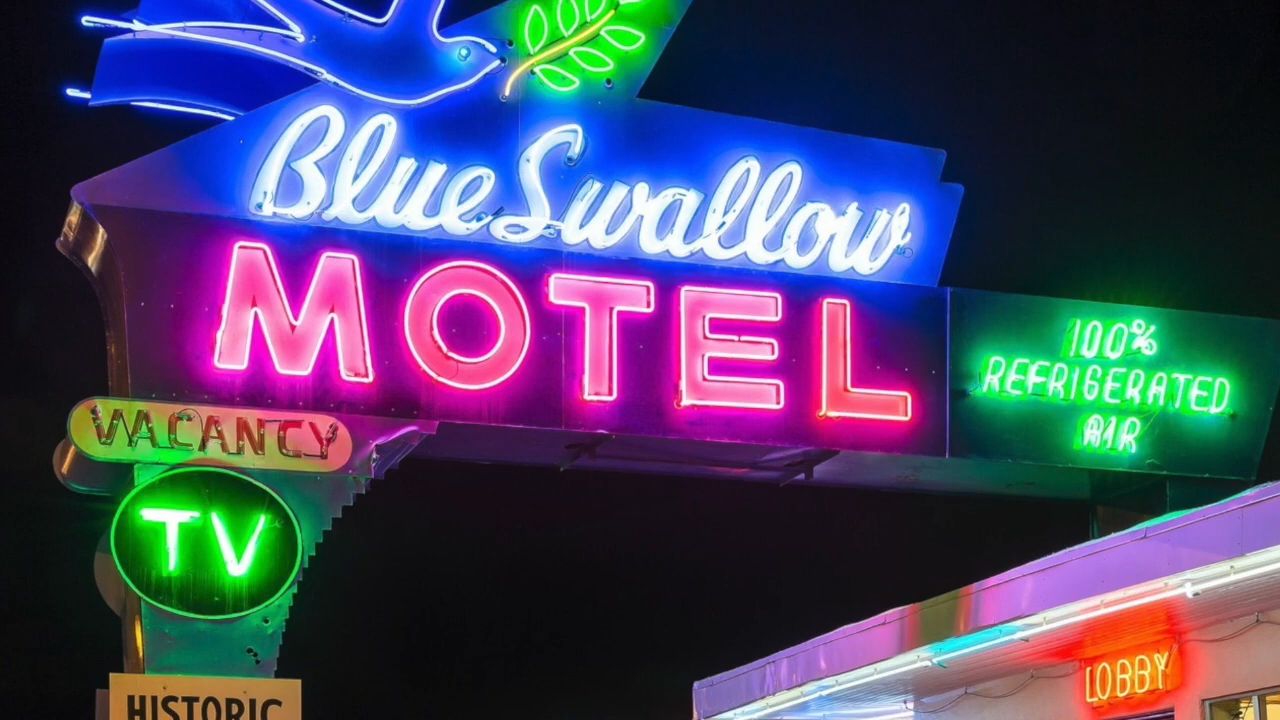 Blue Swallow
MOTEL
100%
REFRIGERATED
AIR
VACANCY
TV
LOBBY
HISTORIC